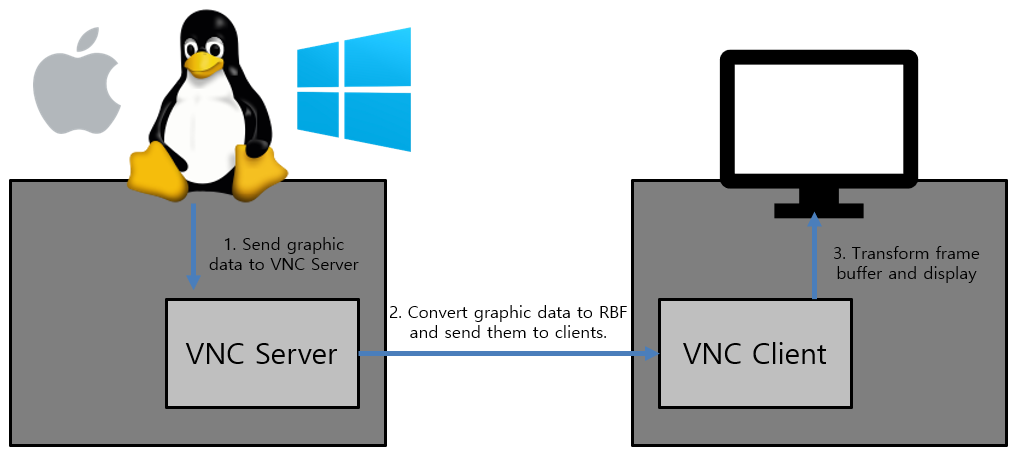 1. Send graphic
data to VNC Server
VNC Server
2. Convert graphic data to RBF
and send them to clients.
VNC Client
3. Transform frame
buffer and display